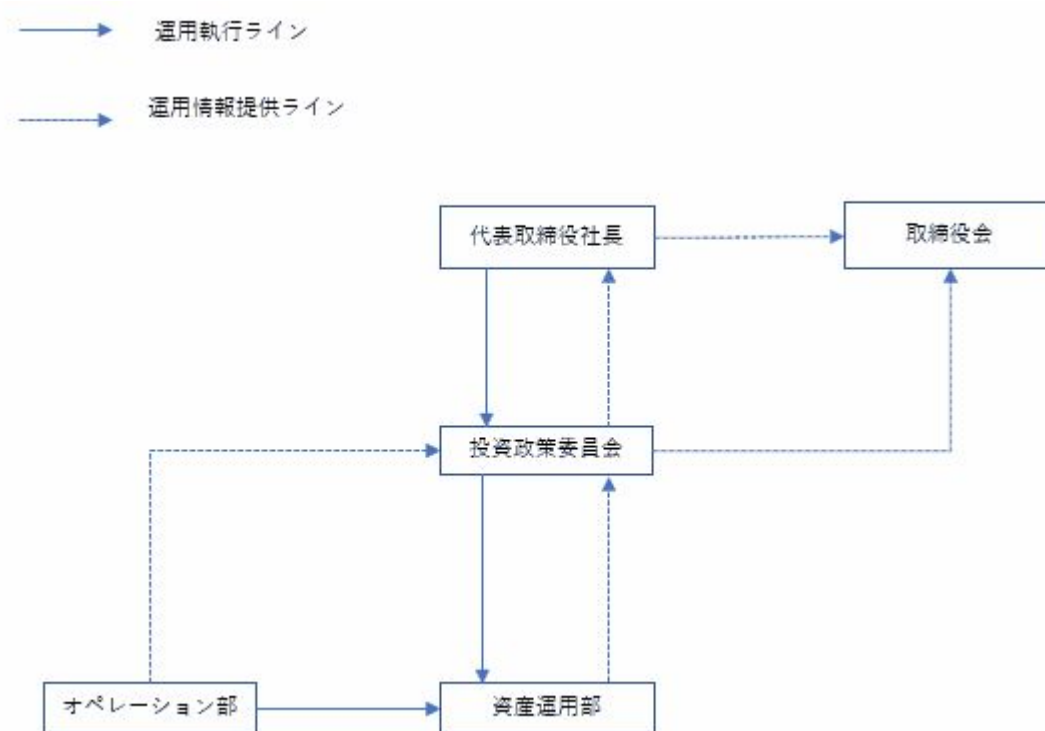 運用執行ライン
運用情報提供ライン
代表取締役社長
取締役会
投資政策委員会
オペレーション部
資産運用部